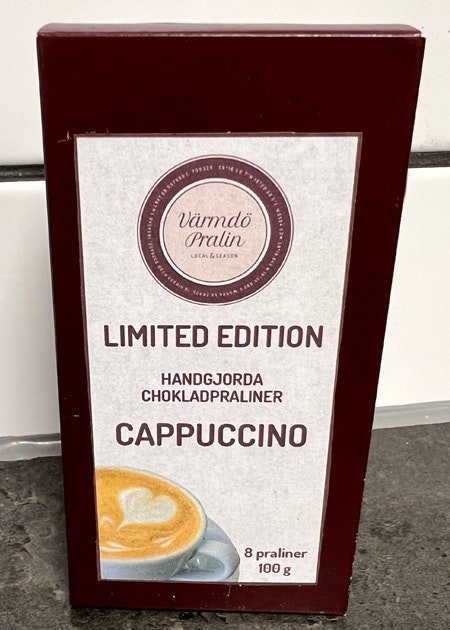 Värmdö
Pralin
LOCAL & SEASON
LIMITED EDITION
HANDGJORDA
CHOKLADPRALINER
CAPPUCCINO
8 praliner
100 g